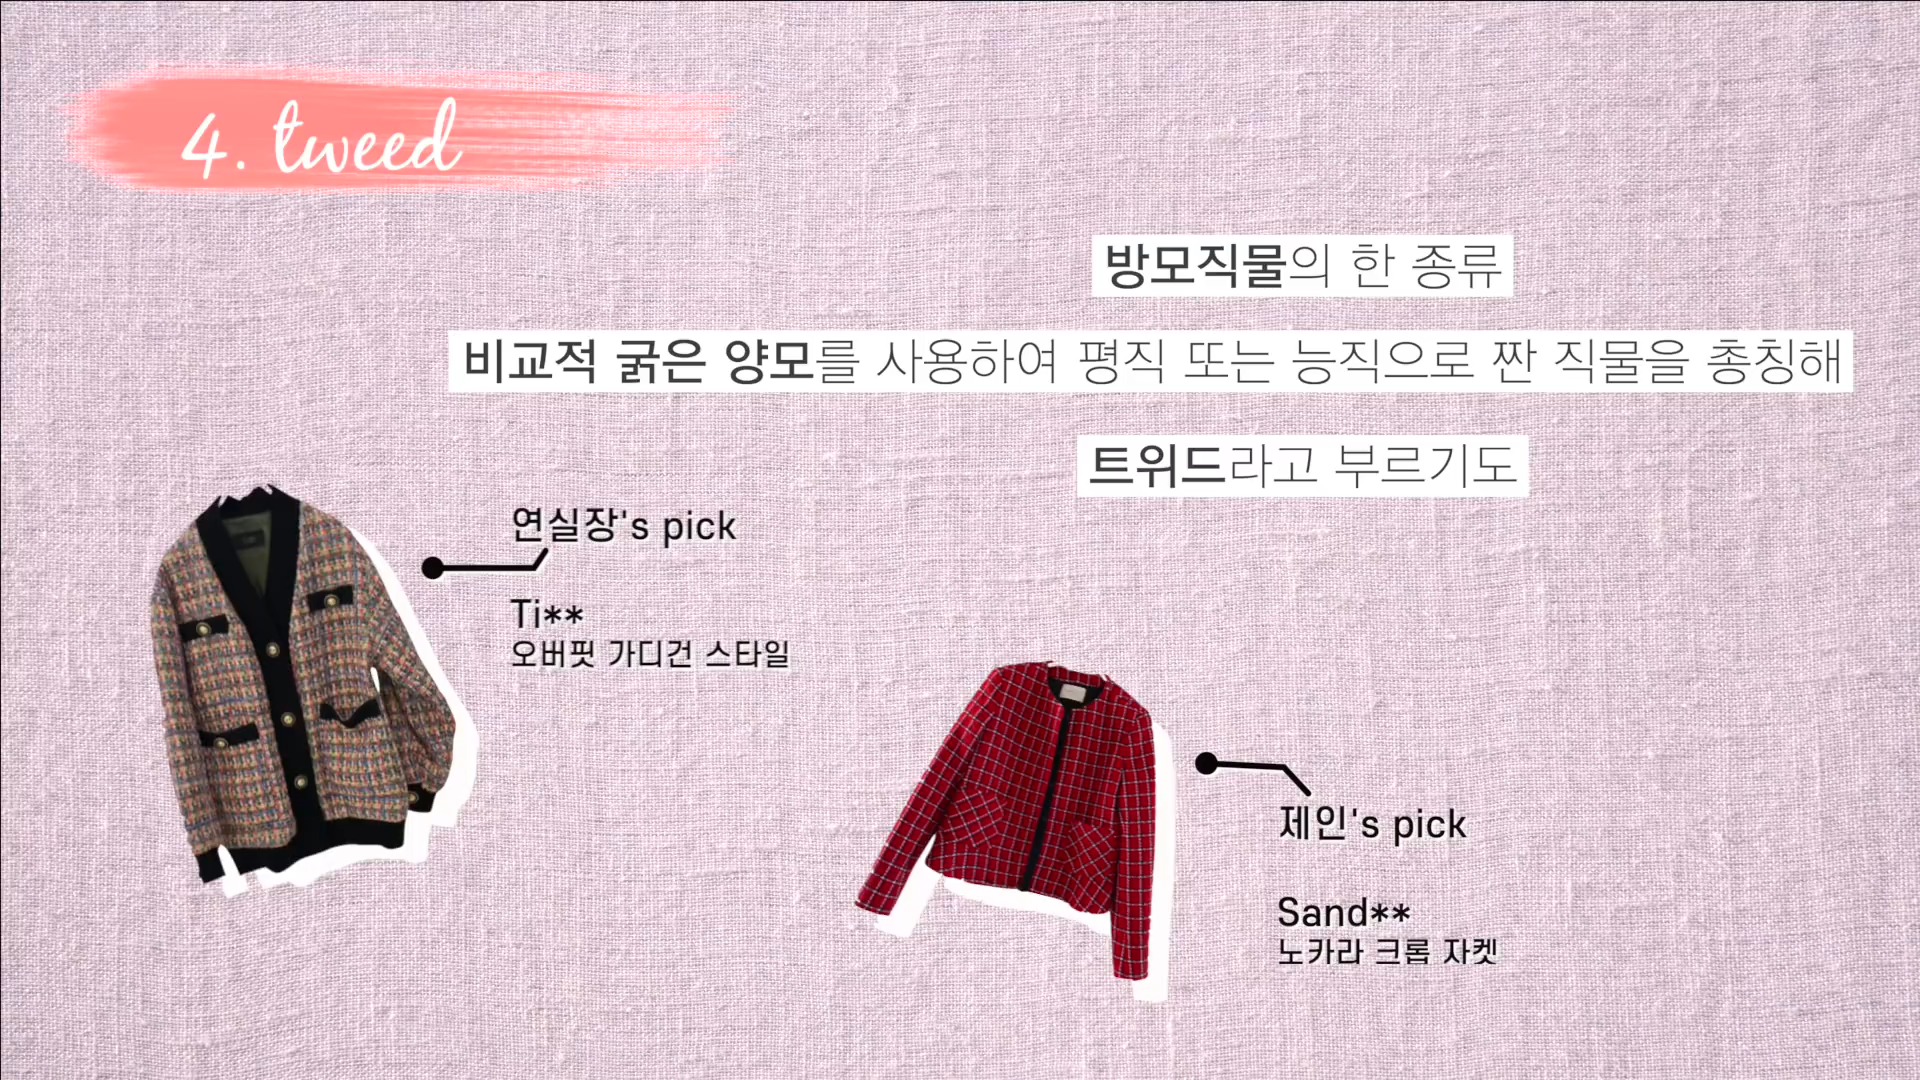 4. tweed
방모직물의 한 종류
비교적 굵은 양모를 사용하여 평직 또는 능직으로 짠 직물을 총칭해
트위드라고 부르기도
연실장's pick
Ti**
오버핏 가디건 스타일
제인's pick
Sand**
노카라 크롭 자켓